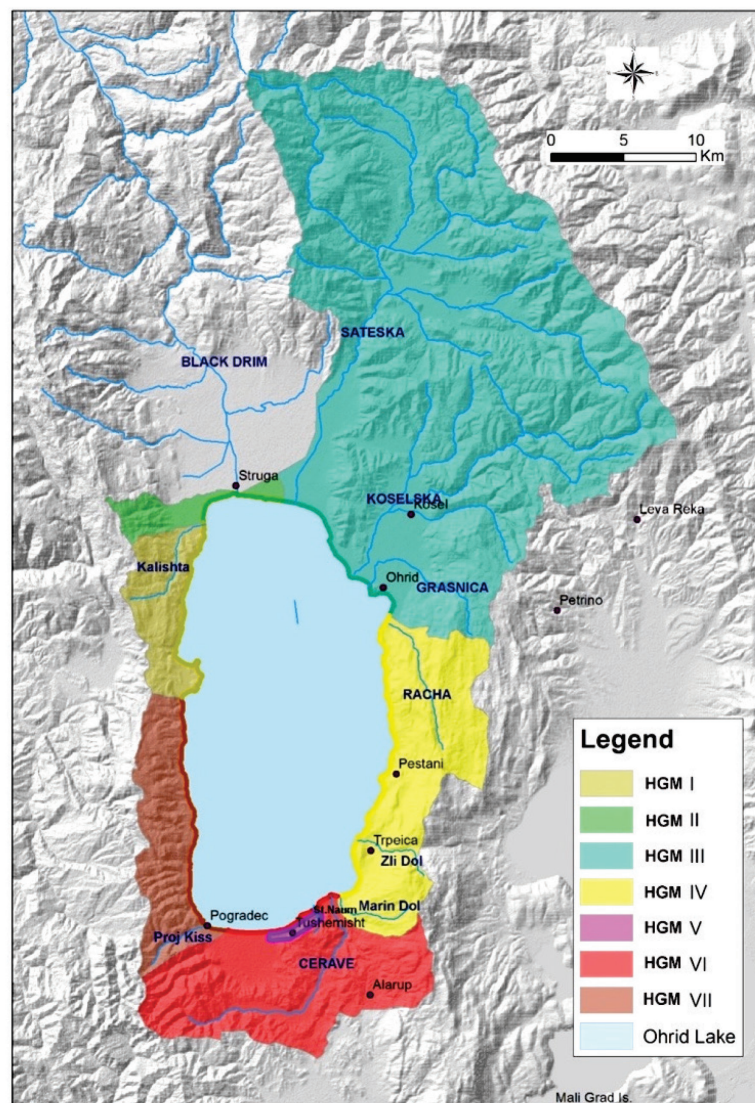 0 5 10
Km
SATESKA
BLACK DRIM
Struga
KOSELSKA
Kosel
Leva Reka
Kalishta
Ohrid
GRASNICA
Petrino
RACHA
Pestani
Trpeica
Zli Dol
Marin Dol
St.Naum
Pogradec
Tushemisht
Proj Kiss
CERAVE
Alarup
Mali Grad Is.
Legend
HGM I
HGM II
HGM III
HGM IV
HGM V
HGM VI
HGM VII
Ohrid Lake